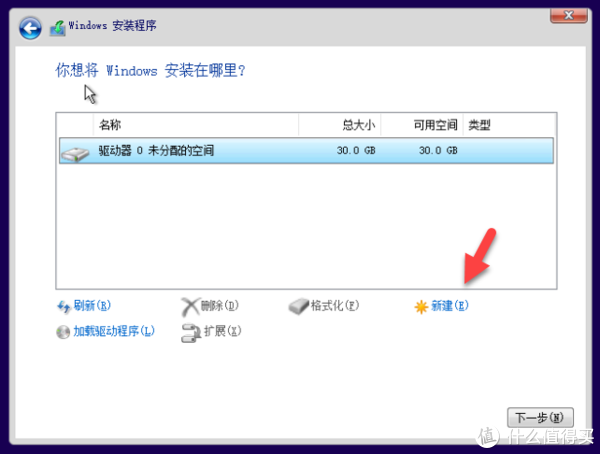 Windows 安装程序
你想将 Windows 安装在哪里?
名称 总大小 可用空间 类型
驱动器 0 未分配的空间 30.0 GB 30.0 GB
刷新(R) 删除(D) 格式化(F) 新建(E)
加载驱动程序(L) 扩展(X)
下一步(N)
值 什么值得买